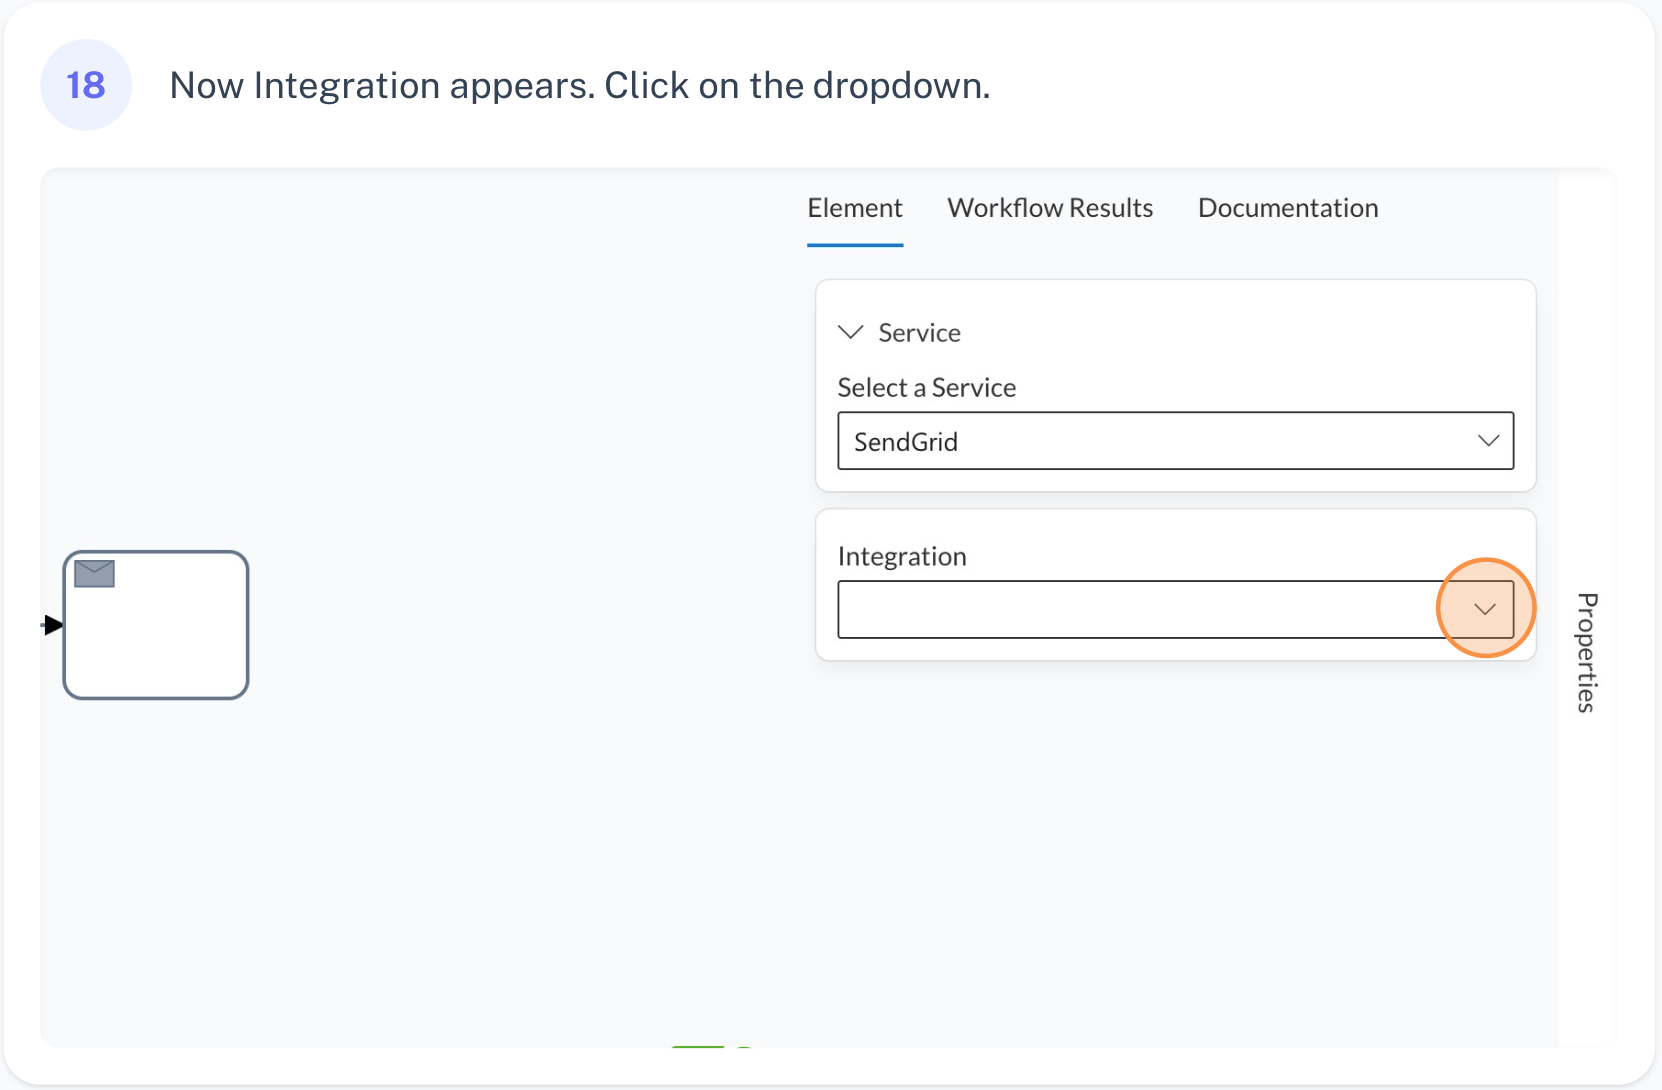 18
Now Integration appears. Click on the dropdown.
Element
Workflow Results
Documentation
Service
Select a Service
SendGrid
Integration
Properties